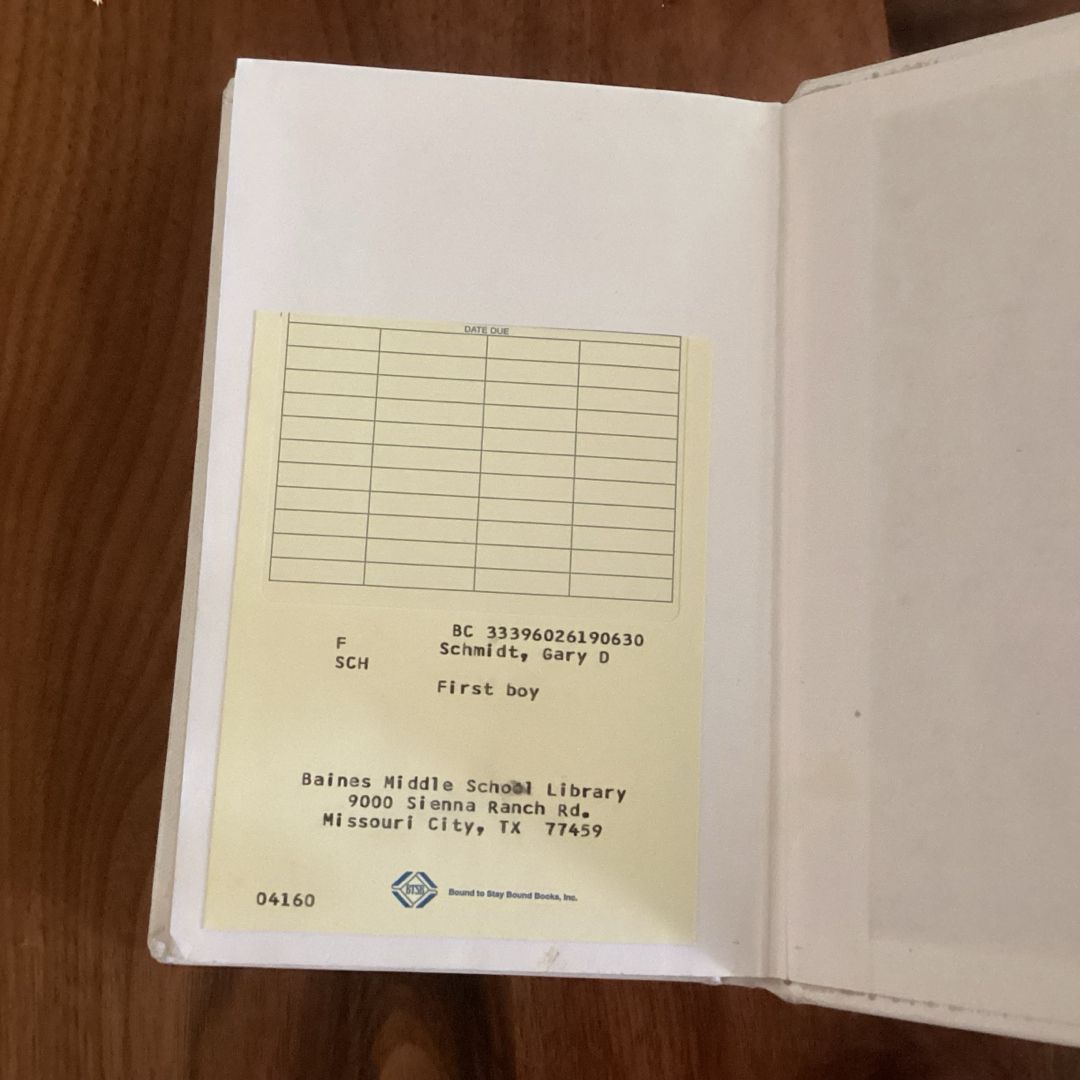 DATE DUE
BC 33396026190630
F Schmidt, Gary D
SCH
First boy
Baines Middle School Library
9000 Sienna Ranch Rd.
Missouri City, TX 77459
BTSB Bound to Stay Bound Books, Inc.
04160